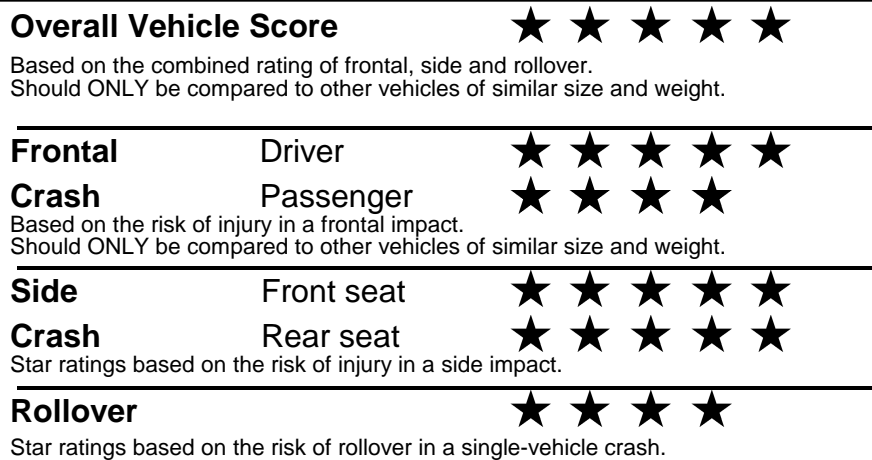 Overall Vehicle Score ★ ★ ★ ★ ★
Based on the combined rating of frontal, side and rollover.
Should ONLY be compared to other vehicles of similar size and weight.
Frontal Driver ★ ★ ★ ★ ★
Crash Passenger ★ ★ ★ ★
Based on the risk of injury in a frontal impact.
Should ONLY be compared to other vehicles of similar size and weight.
Side Front seat ★ ★ ★ ★ ★
Crash Rear seat ★ ★ ★ ★ ★
Star ratings based on the risk of injury in a side impact.
Rollover ★ ★ ★ ★
Star ratings based on the risk of rollover in a single-vehicle crash.